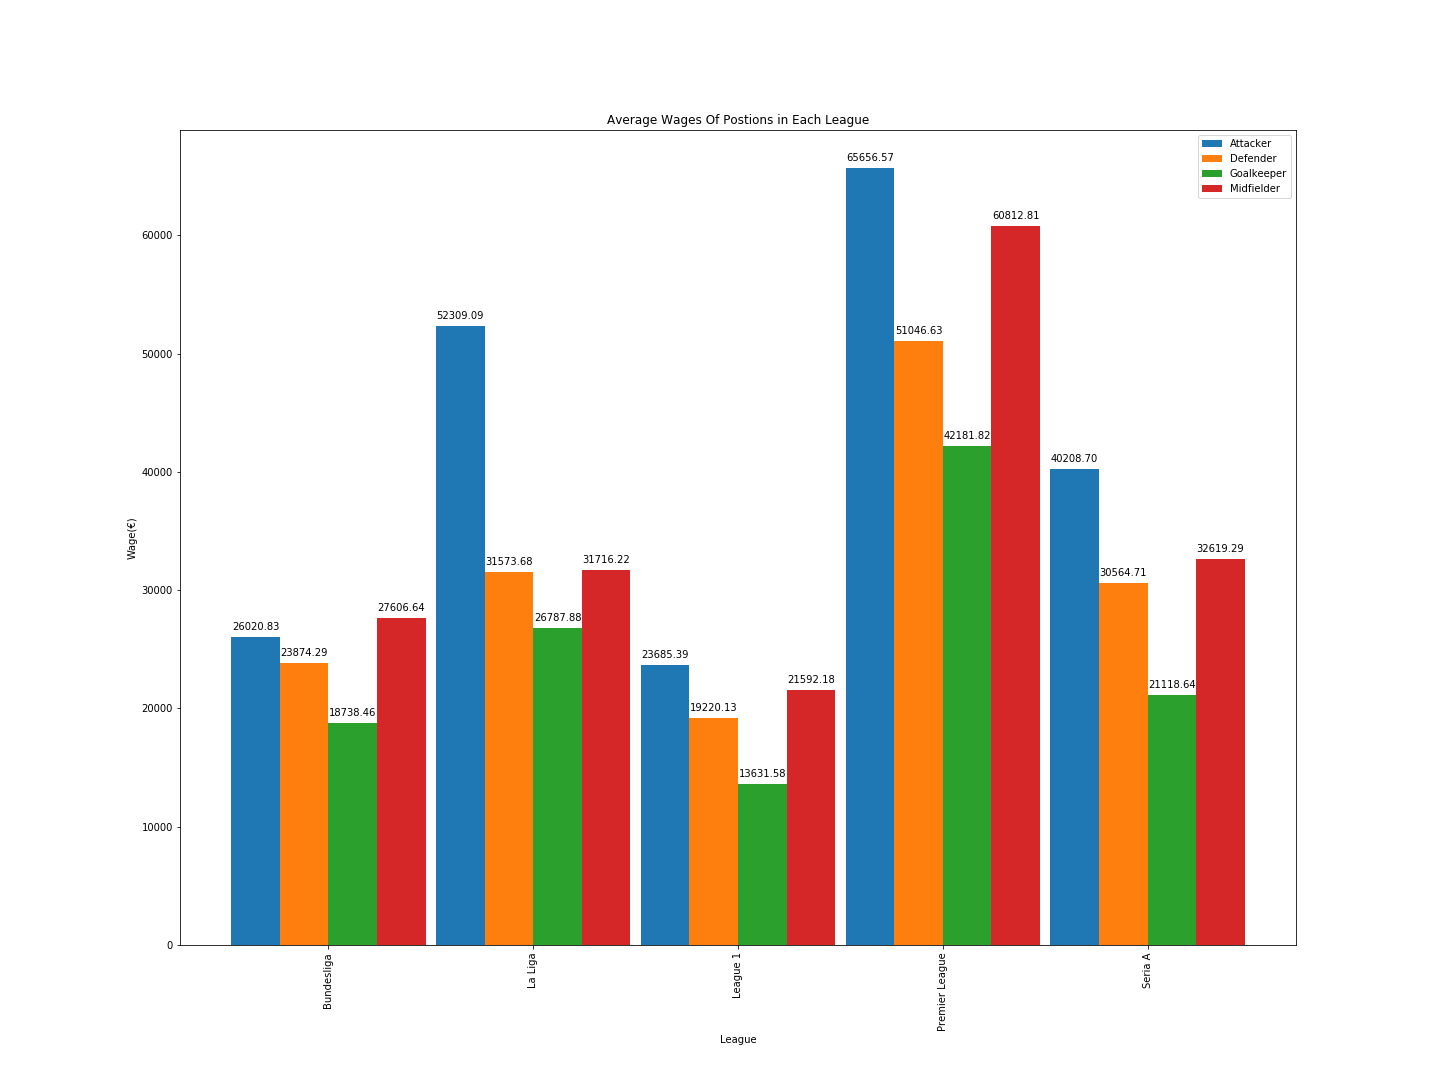 Average Wages Of Postions in Each League
Attacker
Defender
Goalkeeper
Midfielder
Wage(€)
60000
50000
40000
30000
20000
10000
0
26020.83
23874.29
18738.46
27606.64
52309.09
31573.68
26787.88
31716.22
23685.39
19220.13
13631.58
21592.18
65656.57
51046.63
42181.82
60812.81
40208.70
30564.71
21118.64
32619.29
Bundesliga
La Liga
League 1
Premier League
Seria A
League